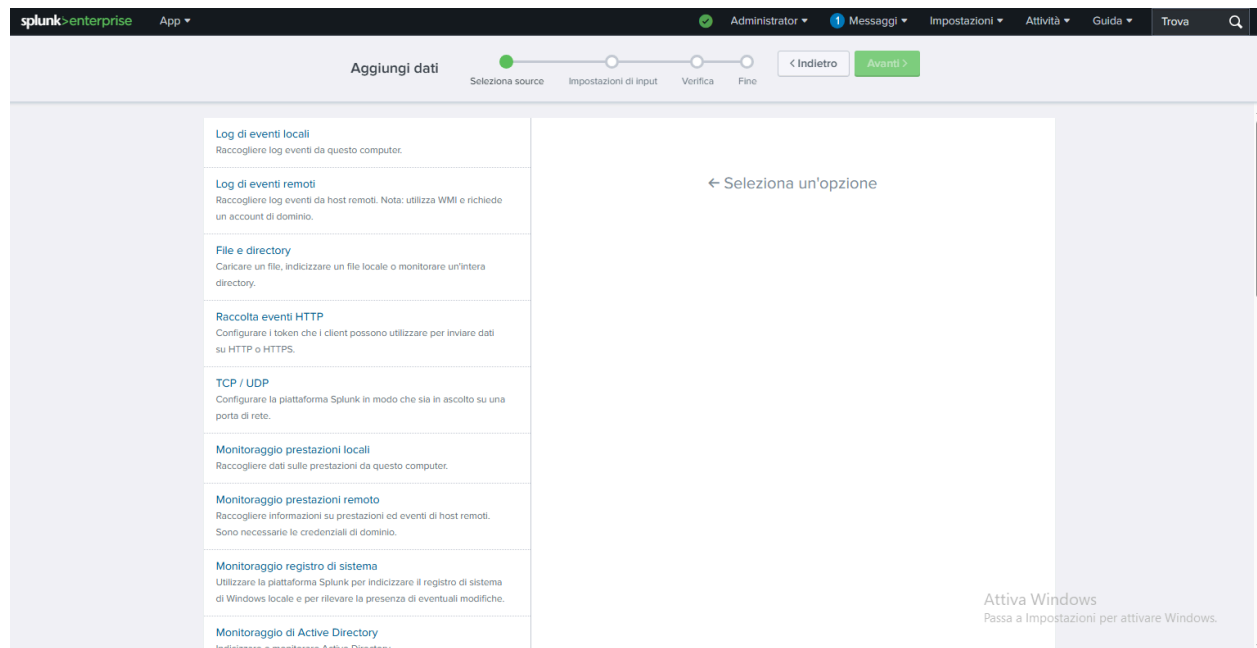 splunk>enterprise App Administrator 1 Messaggi Impostazioni Attività Guida Trova
Aggiungi dati
Seleziona source Impostazioni di input Verifica Fine
< Indietro Avanti >
Log di eventi locali
Raccogliere log eventi da questo computer.
Log di eventi remoti
Raccogliere log eventi da host remoti. Nota: utilizza WMI e richiede
un account di dominio.
File e directory
Caricare un file, indicizzare un file locale o monitorare un'intera
directory.
Raccolta eventi HTTP
Configurare i token che i client possono utilizzare per inviare dati
su HTTP o HTTPS.
TCP / UDP
Configurare la piattaforma Splunk in modo che sia in ascolto su una
porta di rete.
Monitoraggio prestazioni locali
Raccogliere dati sulle prestazioni da questo computer.
Monitoraggio prestazioni remoto
Raccogliere informazioni su prestazioni ed eventi di host remoti.
Sono necessarie le credenziali di dominio.
Monitoraggio registro di sistema
Utilizzare la piattaforma Splunk per indicizzare il registro di sistema
di Windows locale e per rilevare la presenza di eventuali modifiche.
Monitoraggio di Active Directory
Indicizzare e monitorare Active Directory.
← Seleziona un'opzione
Attiva Windows
Passa a Impostazioni per attivare Windows.